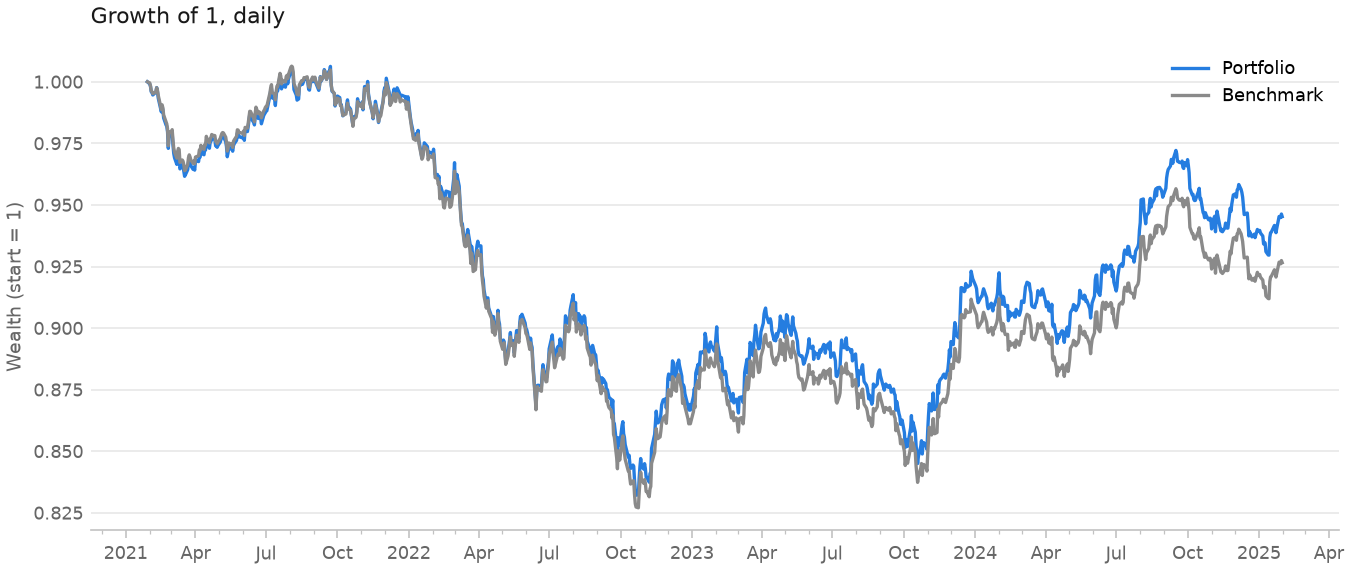 Growth of 1, daily
Portfolio
Benchmark
Wealth (start = 1)
1.000
0.975
0.950
0.925
0.900
0.875
0.850
0.825
2021 Apr Jul Oct 2022 Apr Jul Oct 2023 Apr Jul Oct 2024 Apr Jul Oct 2025 Apr